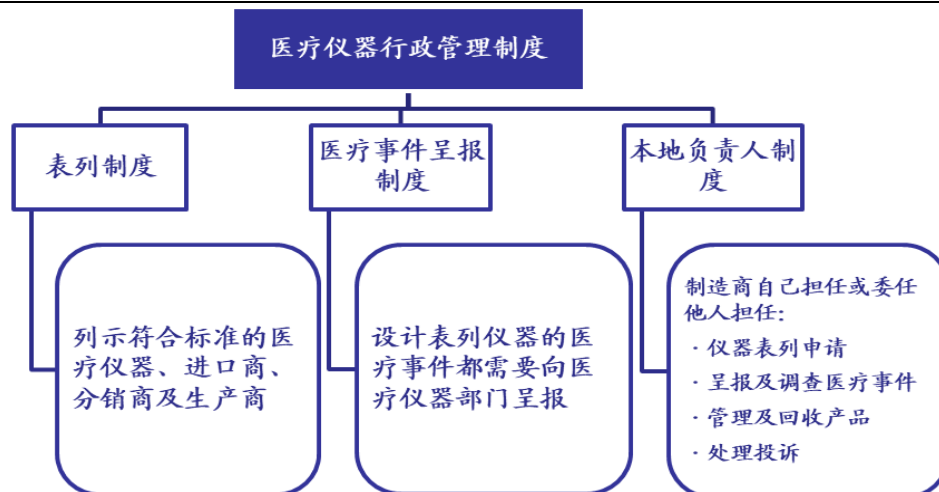 医疗仪器行政管理制度
表列制度
医疗事件呈报
制度
本地负责人制
度
列示符合标准的医
疗仪器、进口商、
分销商及生产商
设计表列仪器的医
疗事件都需要向医
疗仪器部门呈报
制造商自己担任或委任
他人担任:
·仪器表列申请
·呈报及调查医疗事件
·管理及回收产品
·处理投诉